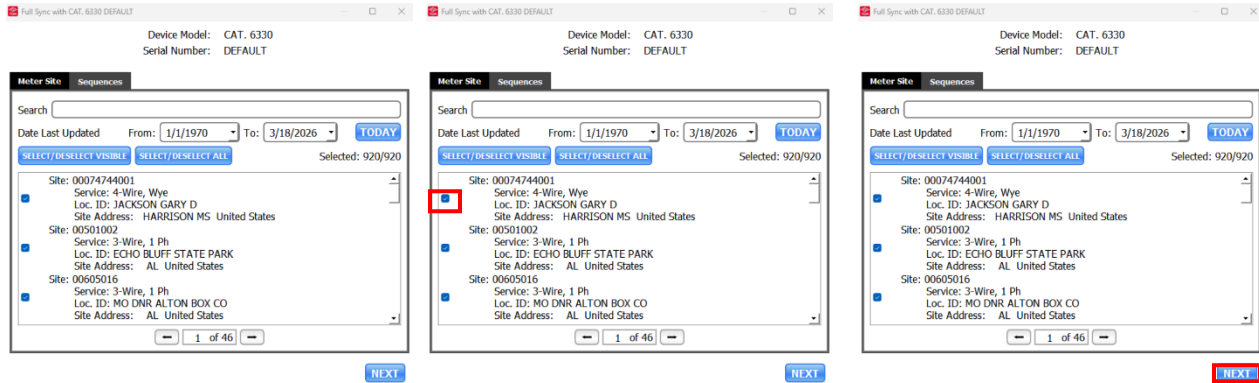 Full Sync with CAT. 6330 DEFAULT
Device Model: CAT. 6330
Serial Number: DEFAULT
Meter Site Sequences
Search
Date Last Updated From: 1/1/1970 To: 3/18/2026 TODAY
SELECT/DESELECT VISIBLE SELECT/DESELECT ALL Selected: 920/920
Site: 00074744001
Service: 4-Wire, Wye
Loc. ID: JACKSON GARY D
Site Address: HARRISON MS United States
Site: 00501002
Service: 3-Wire, 1 Ph
Loc. ID: ECHO BLUFF STATE PARK
Site Address: AL United States
Site: 00605016
Service: 3-Wire, 1 Ph
Loc. ID: MO DNR ALTON BOX CO
Site Address: AL United States
1 of 46
NEXT
Full Sync with CAT. 6330 DEFAULT
Device Model: CAT. 6330
Serial Number: DEFAULT
Meter Site Sequences
Search
Date Last Updated From: 1/1/1970 To: 3/18/2026 TODAY
SELECT/DESELECT VISIBLE SELECT/DESELECT ALL Selected: 920/920
Site: 00074744001
Service: 4-Wire, Wye
Loc. ID: JACKSON GARY D
Site Address: HARRISON MS United States
Site: 00501002
Service: 3-Wire, 1 Ph
Loc. ID: ECHO BLUFF STATE PARK
Site Address: AL United States
Site: 00605016
Service: 3-Wire, 1 Ph
Loc. ID: MO DNR ALTON BOX CO
Site Address: AL United States
1 of 46
NEXT
Full Sync with CAT. 6330 DEFAULT
Device Model: CAT. 6330
Serial Number: DEFAULT
Meter Site Sequences
Search
Date Last Updated From: 1/1/1970 To: 3/18/2026 TODAY
SELECT/DESELECT VISIBLE SELECT/DESELECT ALL Selected: 920/920
Site: 00074744001
Service: 4-Wire, Wye
Loc. ID: JACKSON GARY D
Site Address: HARRISON MS United States
Site: 00501002
Service: 3-Wire, 1 Ph
Loc. ID: ECHO BLUFF STATE PARK
Site Address: AL United States
Site: 00605016
Service: 3-Wire, 1 Ph
Loc. ID: MO DNR ALTON BOX CO
Site Address: AL United States
1 of 46
NEXT